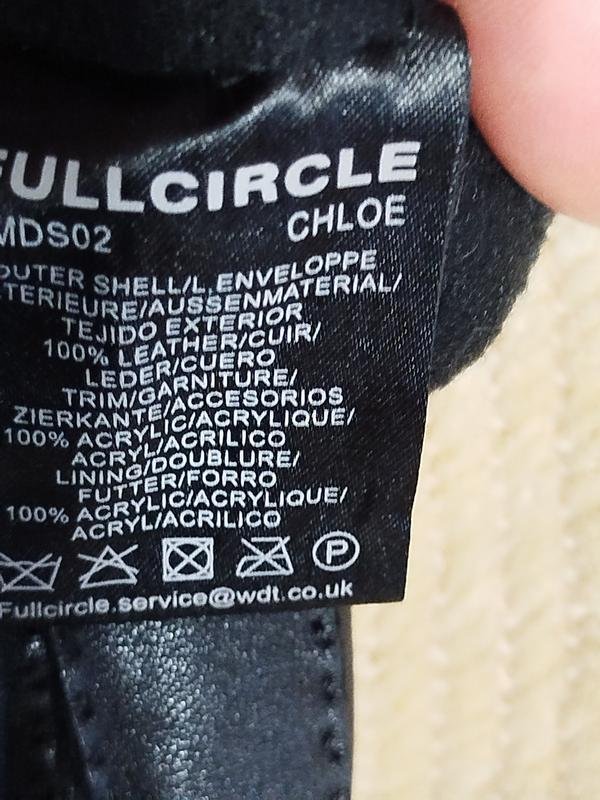 FULLCIRCLE
MDS02 CHLOE
OUTER SHELL/L,ENVELOPPE
TERIEURE/AUSSENMATERIAL/
TEJIDO EXTERIOR
100% LEATHER/CUIR/
LEDER/CUERO
TRIM/GARNITURE/
ZIERKANTE/ACCESORIOS
100% ACRYLIC/ACRYLIQUE/
ACRYL/ACRILICO
LINING/DOUBLURE/
FUTTER/FORRO
100% ACRYLIC/ACRYLIQUE/
ACRYL/ACRILICO
P
Fullcircle.service@wdt.co.uk